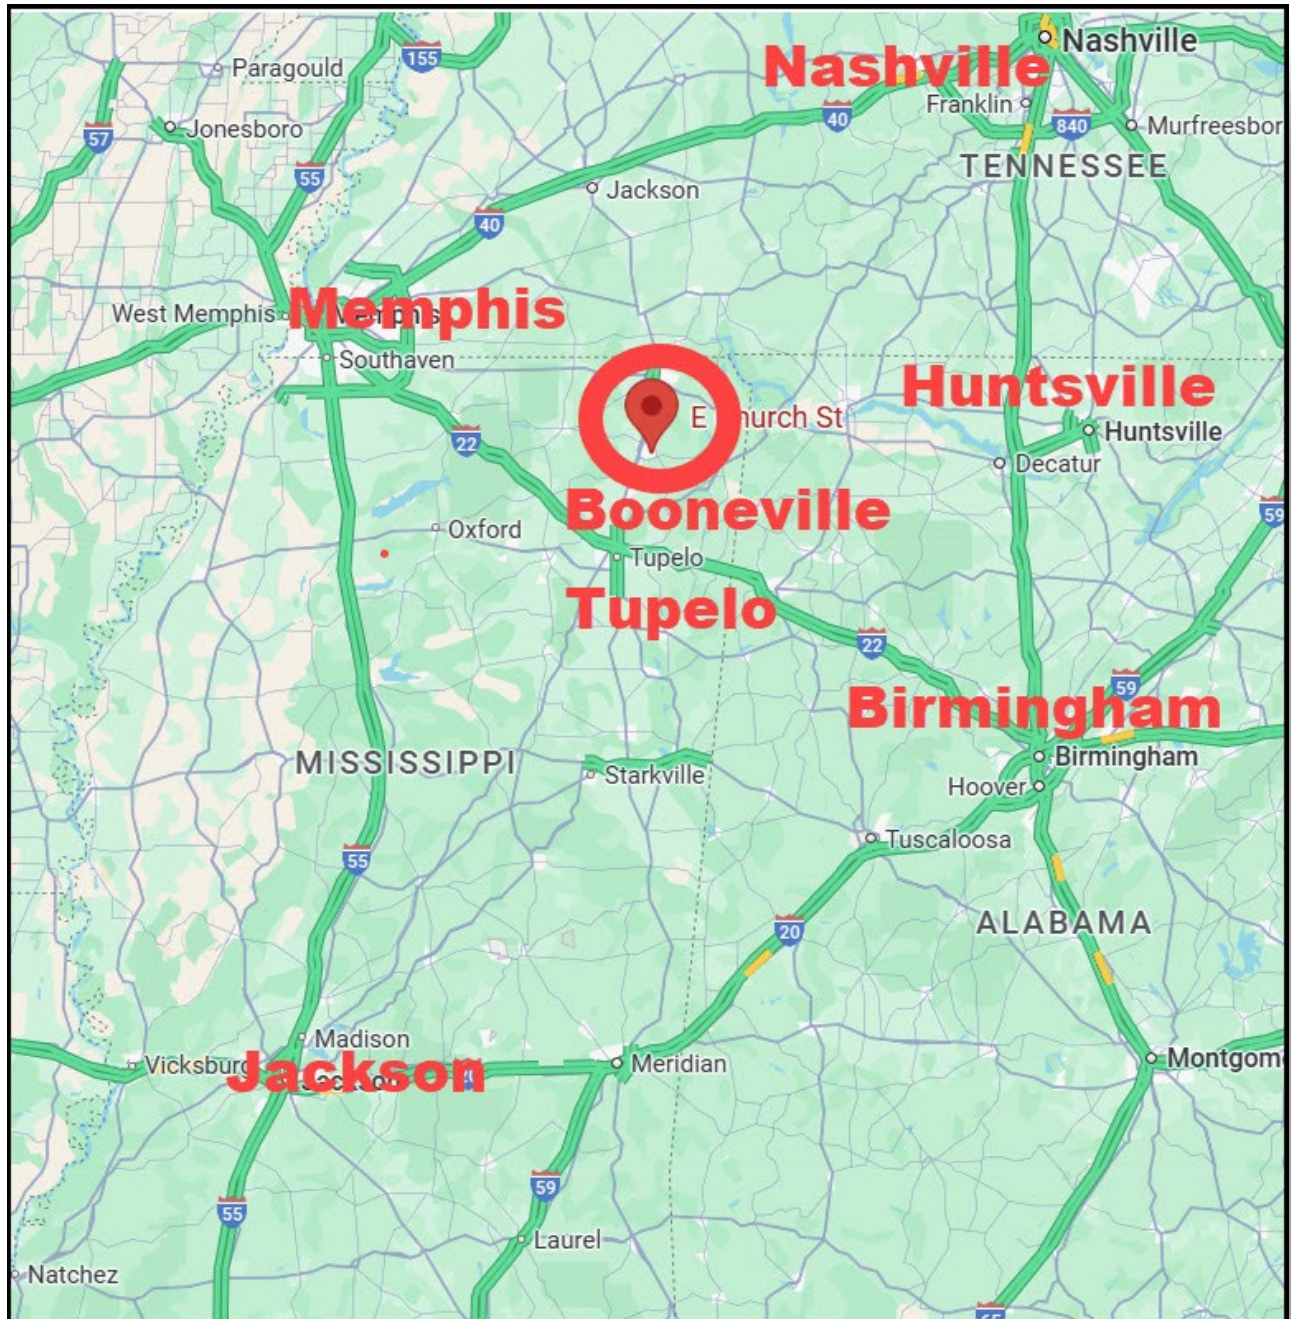 155
Nashville
Nashville
Paragould
Franklin
40
840
57
Jonesboro
Murfreesbor
TENNESSEE
55
Jackson
40
Memphis
West Memphis
Southaven
Huntsville
E Church St
22
Huntsville
Decatur
Booneville
59
Oxford
Tupelo
Tupelo
22
59
Birmingham
MISSISSIPPI
Birmingham
Starkville
Hoover
Tuscaloosa
55
ALABAMA
20
Madison
Vicksburg
Jackson
Meridian
Montgom
59
55
Laurel
Natchez
65